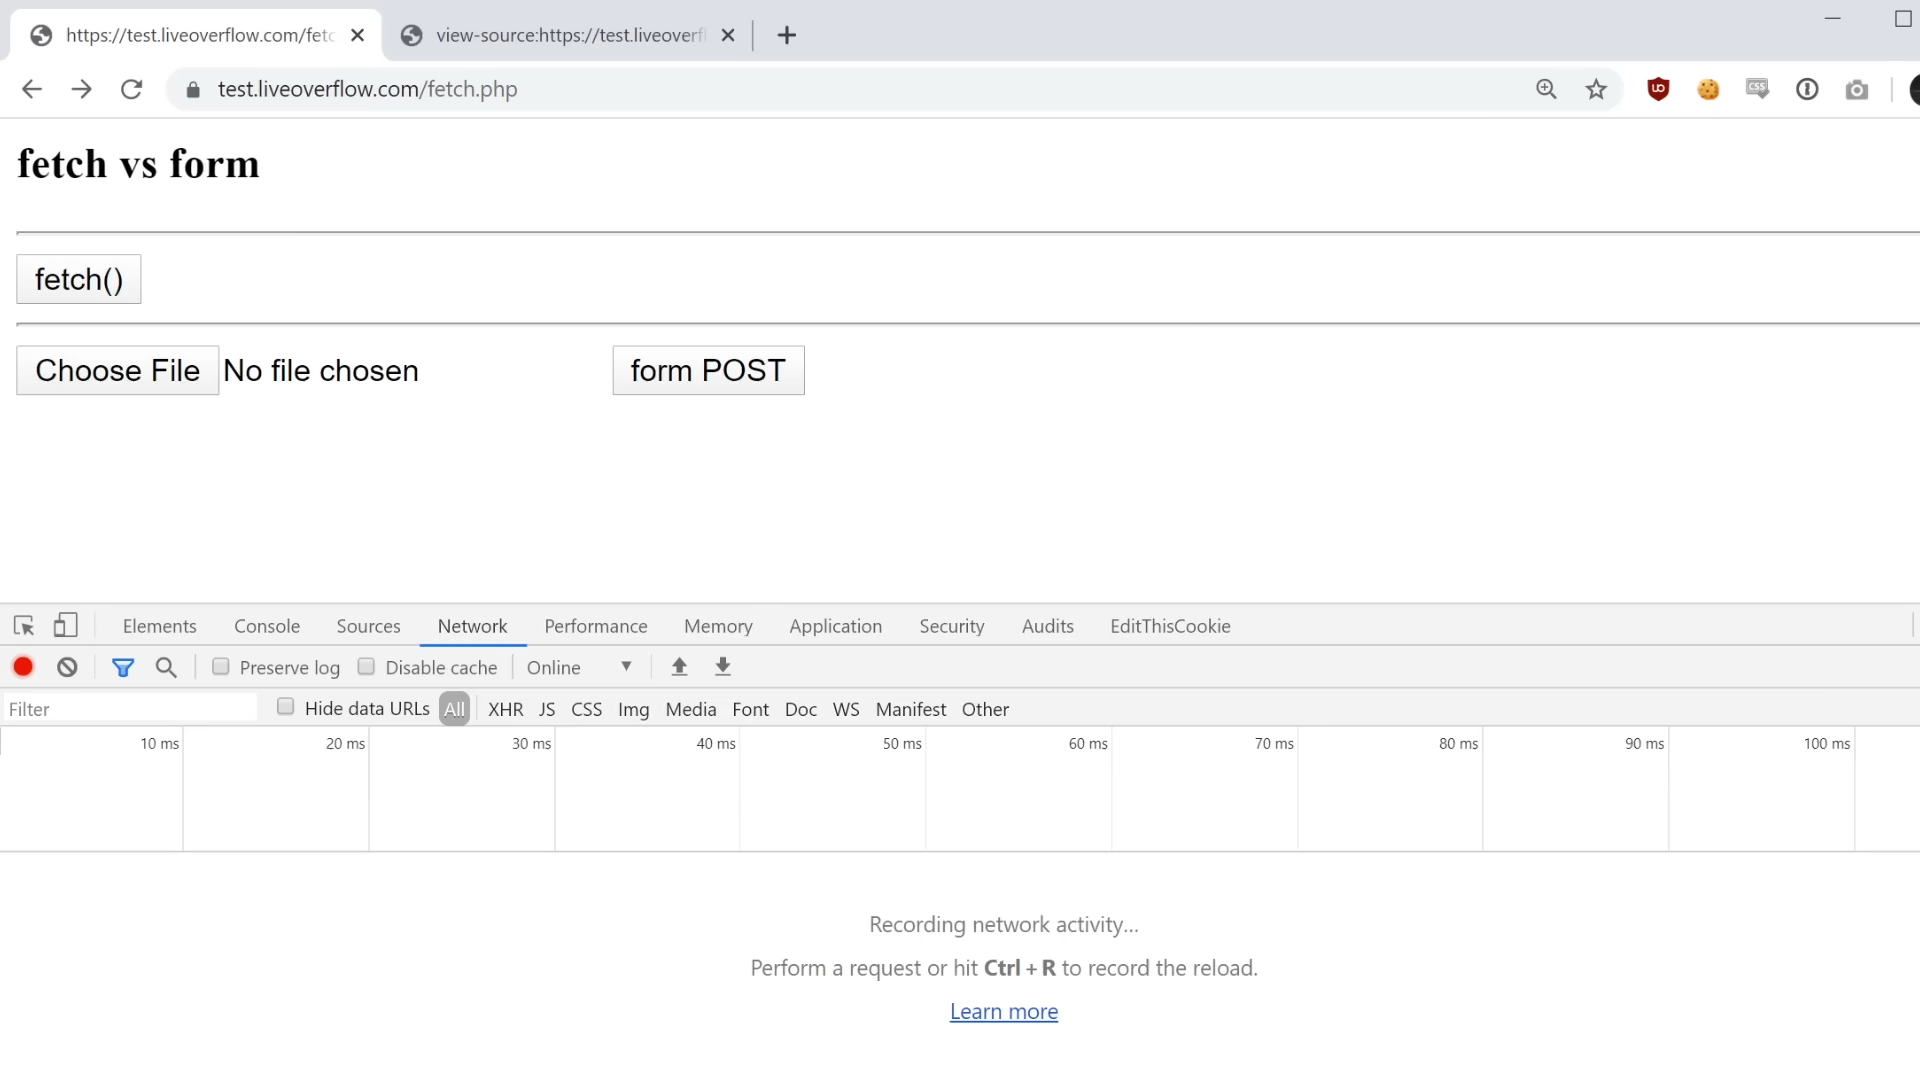 https://test.liveoverflow.com/fetc
view-source:https://test.liveoverfl
test.liveoverflow.com/fetch.php
fetch vs form
fetch()
Choose File No file chosen form POST
Elements Console Sources Network Performance Memory Application Security Audits EditThisCookie
Preserve log Disable cache Online
Filter Hide data URLs All XHR JS CSS Img Media Font Doc WS Manifest Other
10 ms 20 ms 30 ms 40 ms 50 ms 60 ms 70 ms 80 ms 90 ms 100 ms
Recording network activity...
Perform a request or hit Ctrl + R to record the reload.
Learn more